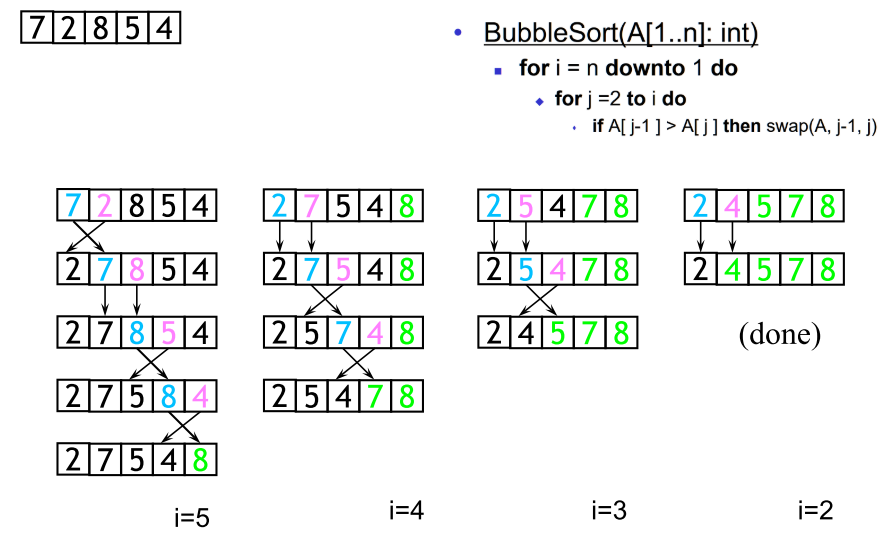 7 2 8 5 4
• BubbleSort(A[1..n]: int)
for i = n downto 1 do
for j =2 to i do
if A[ j-1 ] > A[ j ] then swap(A, j-1, j)
7 2 8 5 4
2 7 8 5 4
2 7 8 5 4
2 7 5 8 4
2 7 5 4 8
i=5
2 7 5 4 8
2 7 5 4 8
2 5 7 4 8
2 5 4 7 8
i=4
2 5 4 7 8
2 5 4 7 8
2 4 5 7 8
i=3
2 4 5 7 8
2 4 5 7 8
(done)
i=2